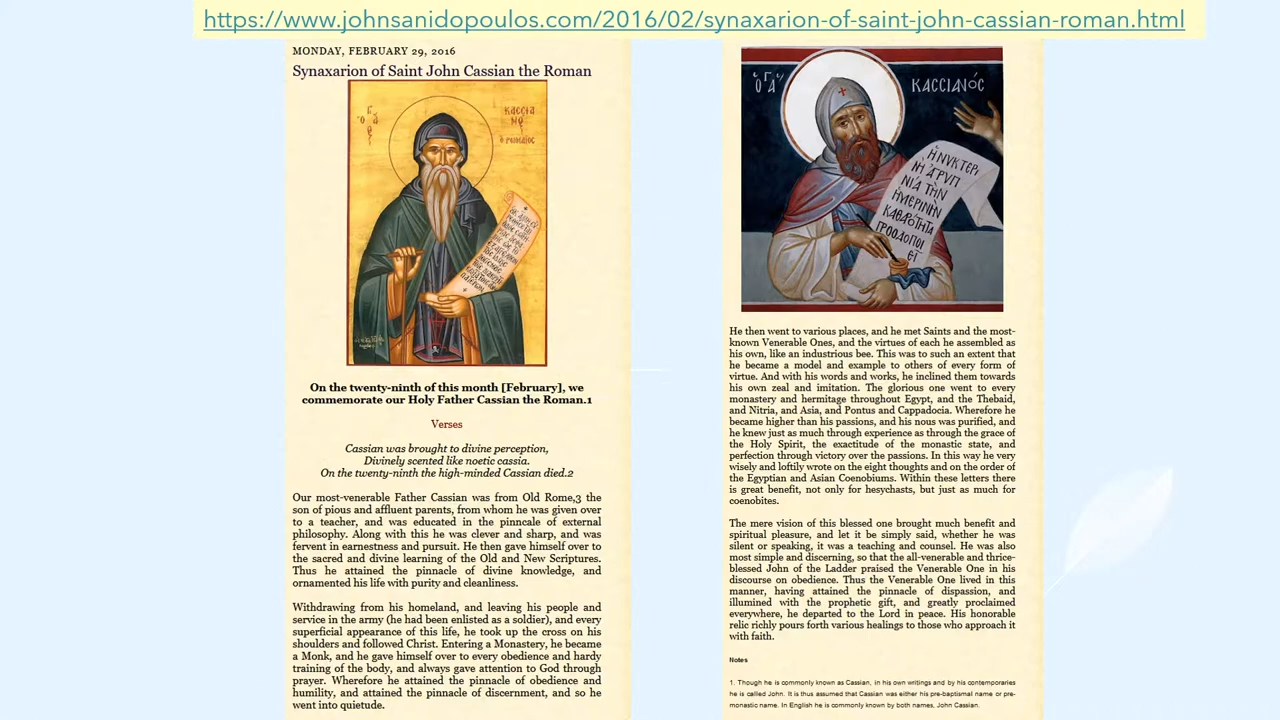 https://www.johnsanidopoulos.com/2016/02/synaxarion-of-saint-john-cassian-roman.html
MONDAY, FEBRUARY 29, 2016
Synaxarion of Saint John Cassian the Roman
ΚΑССΙΑ
ΝΟС
On the twenty-ninth of this month [February], we
commemorate our Holy Father Cassian the Roman.1
Verses
Cassian was brought to divine perception,
Divinely scented like noetic cassia.
On the twenty-ninth the high-minded Cassian died.2
Our most-venerable Father Cassian was from Old Rome,3 the
son of pious and affluent parents, from whom he was given over
to a teacher, and was educated in the pinncale of external
philosophy. Along with this he was clever and sharp, and was
fervent in earnestness and pursuit. He then gave himself over to
the sacred and divine learning of the Old and New Scriptures.
Thus he attained the pinnacle of divine knowledge, and
ornamented his life with purity and cleanliness.
Withdrawing from his homeland, and leaving his people and
service in the army (he had been enlisted as a soldier), and every
superficial appearance of this life, he took up the cross on his
shoulders and followed Christ. Entering a Monastery, he became
a Monk, and he gave himself over to every obedience and hardy
training of the body, and always gave attention to God through
prayer. Wherefore he attained the pinnacle of obedience and
humility, and attained the pinnacle of discernment, and so he
went into quietude.
ὁ ἍΓΙ ΚΑССΙΑΝΌС
Ἡ ΝΥΚΤΕΡΙ
ΝῊ ἈΓΡΥΠ
ΝΊΑ ΤῊΝ
ἩΜΕΡΙΝῊΝ
ΚΑΘΑΡΌΤΗΤΑ
ΠΡΟΟΔΟΠΟΙ
ΕΙ
He then went to various places, and he met Saints and the most-
known Venerable Ones, and the virtues of each he assembled as
his own, like an industrious bee. This was to such an extent that
he became a model and example to others of every form of
virtue. And with his words and works, he inclined them towards
his own zeal and imitation. The glorious one went to every
monastery and hermitage throughout Egypt, and the Thebaid,
and Nitria, and Asia, and Pontus and Cappadocia. Wherefore he
became higher than his passions, and his nous was purified, and
he knew just as much through experience as through the grace of
the Holy Spirit, the exactitude of the monastic state, and
perfection through victory over the passions. In this way he very
wisely and loftily wrote on the eight thoughts and on the order of
the Egyptian and Asian Coenobiums. Within these letters there
is great benefit, not only for hesychasts, but just as much for
coenobites.
The mere vision of this blessed one brought much benefit and
spiritual pleasure, and let it be simply said, whether he was
silent or speaking, it was a teaching and counsel. He was also
most simple and discerning, so that the all-venerable and thrice-
blessed John of the Ladder praised the Venerable One in his
discourse on obedience. Thus the Venerable One lived in this
manner, having attained the pinnacle of dispassion, and
illumined with the prophetic gift, and greatly proclaimed
everywhere, he departed to the Lord in peace. His honorable
relic richly pours forth various healings to those who approach it
with faith.
Notes
1. Though he is commonly known as Cassian, in his own writings and by his contemporaries
he is called John. It is thus assumed that Cassian was either his pre-baptismal name or pre-
monastic name. In English he is commonly known by both names, John Cassian.